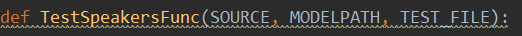 def TestSpeakersFunc(SOURCE, MODELPATH, TEST_FILE):